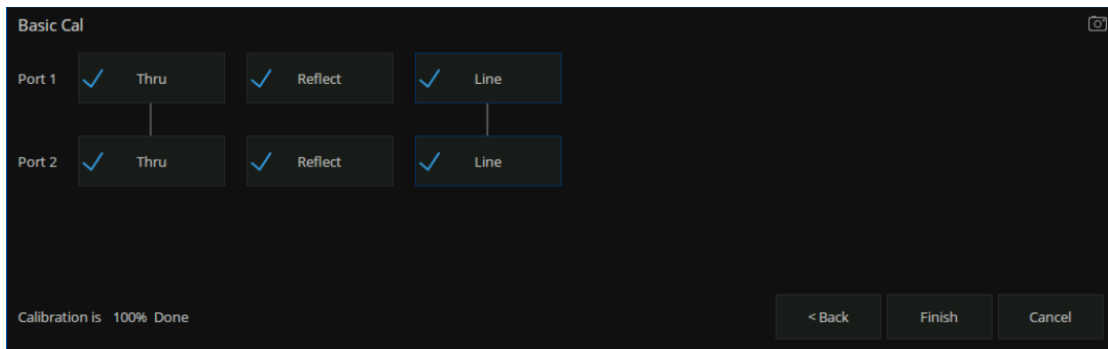 Basic Cal
Port 1 Thru Reflect Line
Port 2 Thru Reflect Line
Calibration is 100% Done < Back Finish Cancel